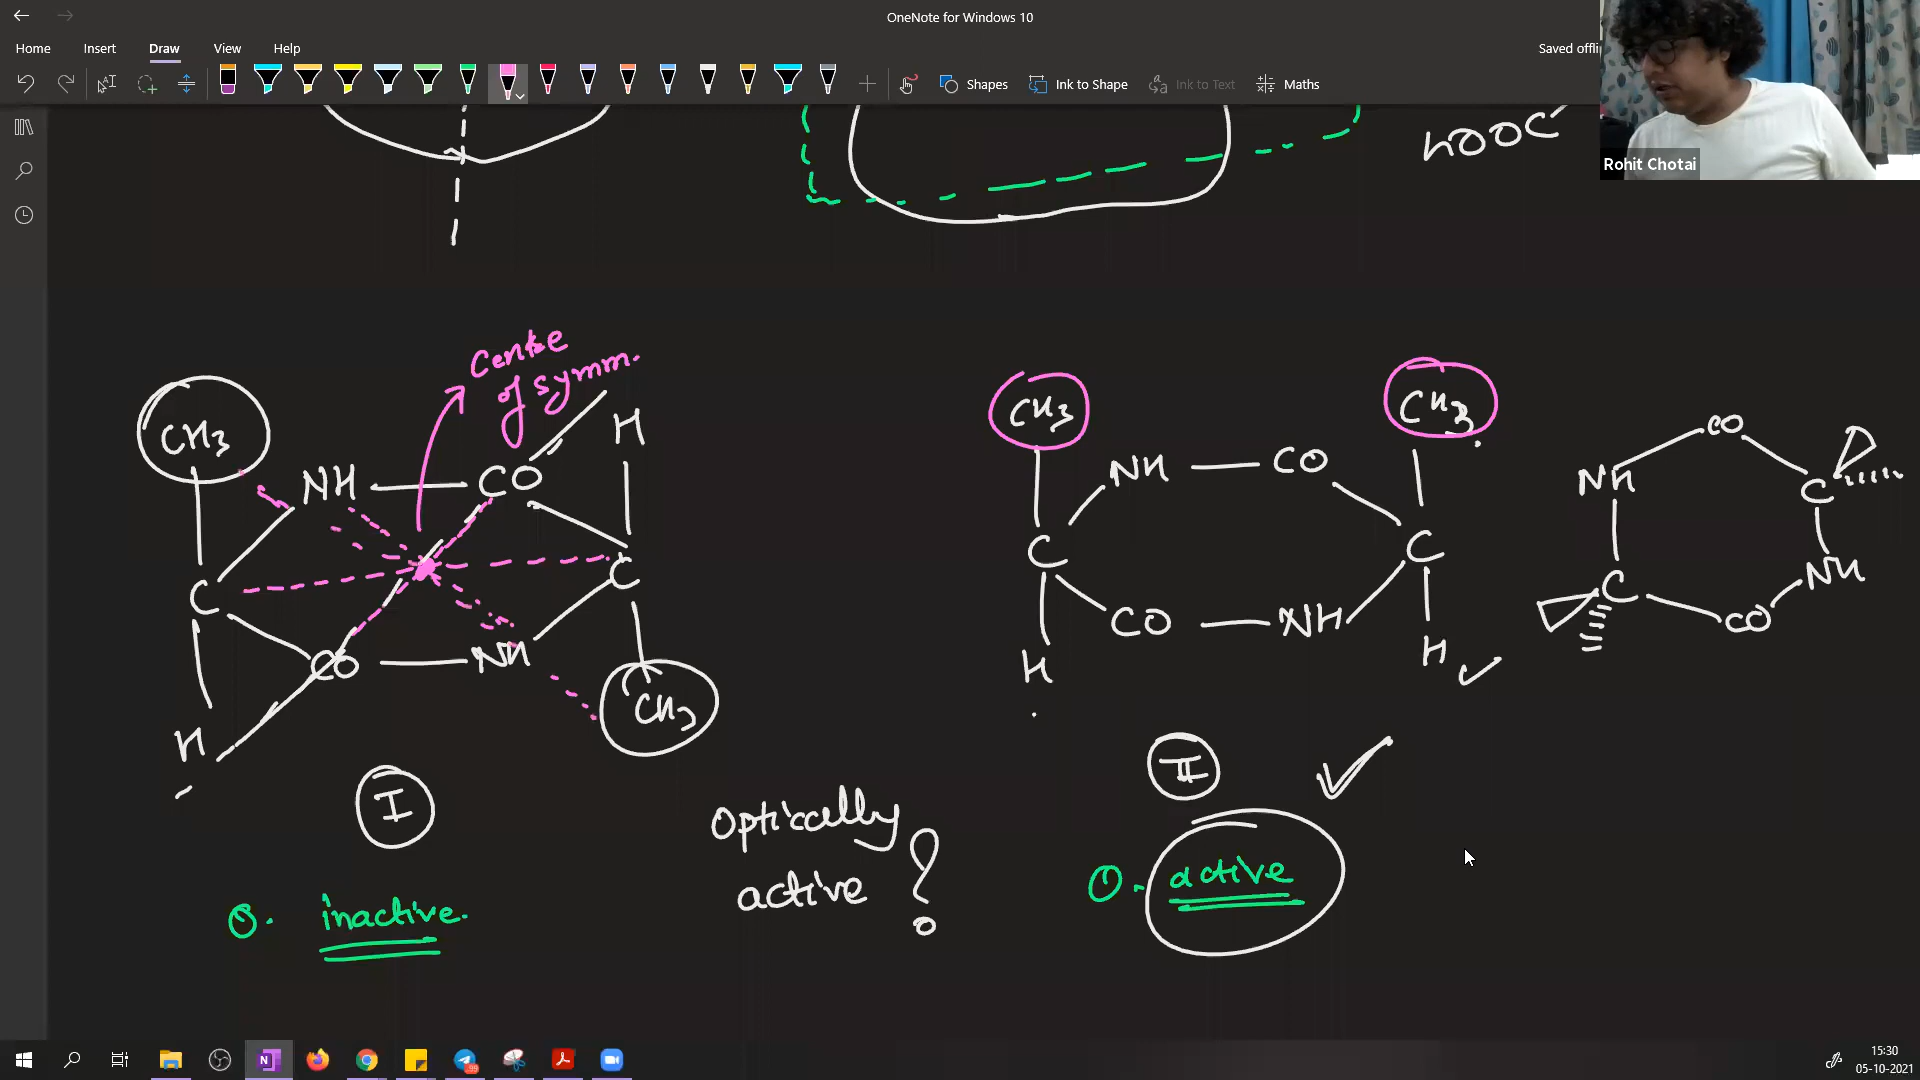 OneNote for Windows 10
Home Insert Draw View Help
Saved offli
Shapes Ink to Shape Ink to Text Maths
HOOC
Rohit Chotai
Centre
of symm.
CH3 H
NH CO
C C
CO NH
H CH3
I
O. inactive.
Optically
active ?
CH3 CH3
NH CO
C C
CO NH
H H
II
O. active
CO
NH C
C NH
CO
15:30
05-10-2021